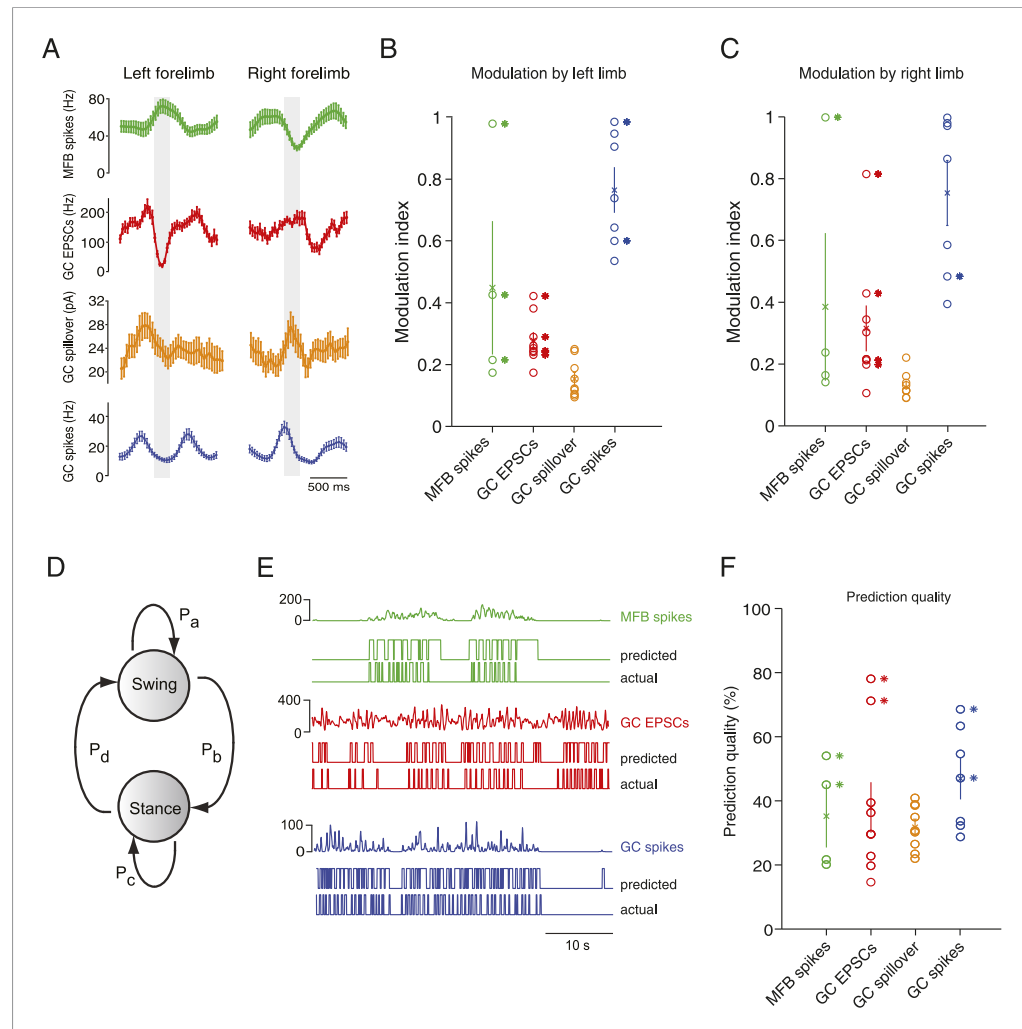 A
Left forelimb
Right forelimb
MFB spikes (Hz)
80
40
0
GC EPSCs (Hz)
200
100
0
GC spillover (pA)
32
28
24
20
GC spikes (Hz)
60
40
20
0
500 ms
B
Modulation by left limb
Modulation index
1
0.8
0.6
0.4
0.2
0
MFB spikes
GC EPSCs
GC spillover
GC spikes
C
Modulation by right limb
Modulation index
1
0.8
0.6
0.4
0.2
0
MFB spikes
GC EPSCs
GC spillover
GC spikes
D
Pa
Swing
Pd
Pb
Stance
Pc
E
200
0
MFB spikes
predicted
actual
400
0
GC EPSCs
predicted
actual
100
0
GC spikes
predicted
actual
10 s
F
Prediction quality
Prediction quality (%)
100
80
60
40
20
0
MFB spikes
GC EPSCs
GC spillover
GC spikes